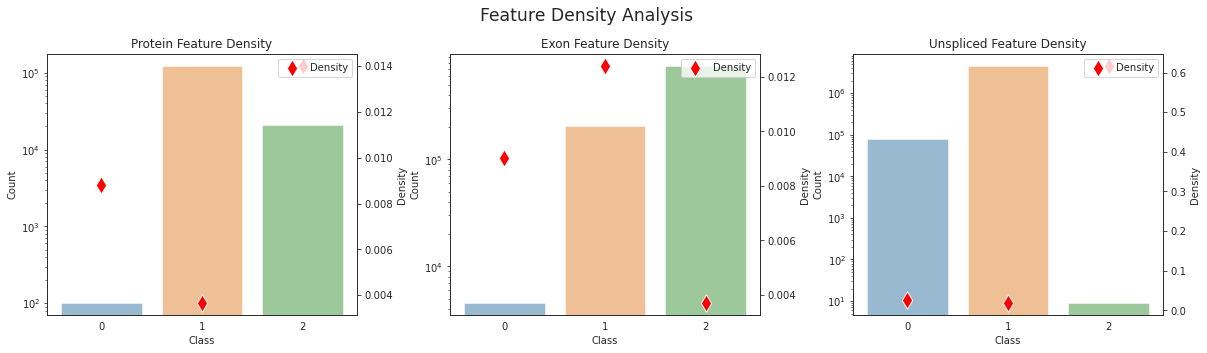 Feature Density Analysis
Protein Feature Density
Density
10^5
10^4
10^3
10^2
Count
0.014
0.012
0.010
0.008
0.006
0.004
Density
0 1 2
Class
Exon Feature Density
Density
10^5
10^4
Count
0.012
0.010
0.008
0.006
0.004
Density
0 1 2
Class
Unspliced Feature Density
Density
10^6
10^5
10^4
10^3
10^2
10^1
Count
0.6
0.5
0.4
0.3
0.2
0.1
0.0
Density
0 1 2
Class